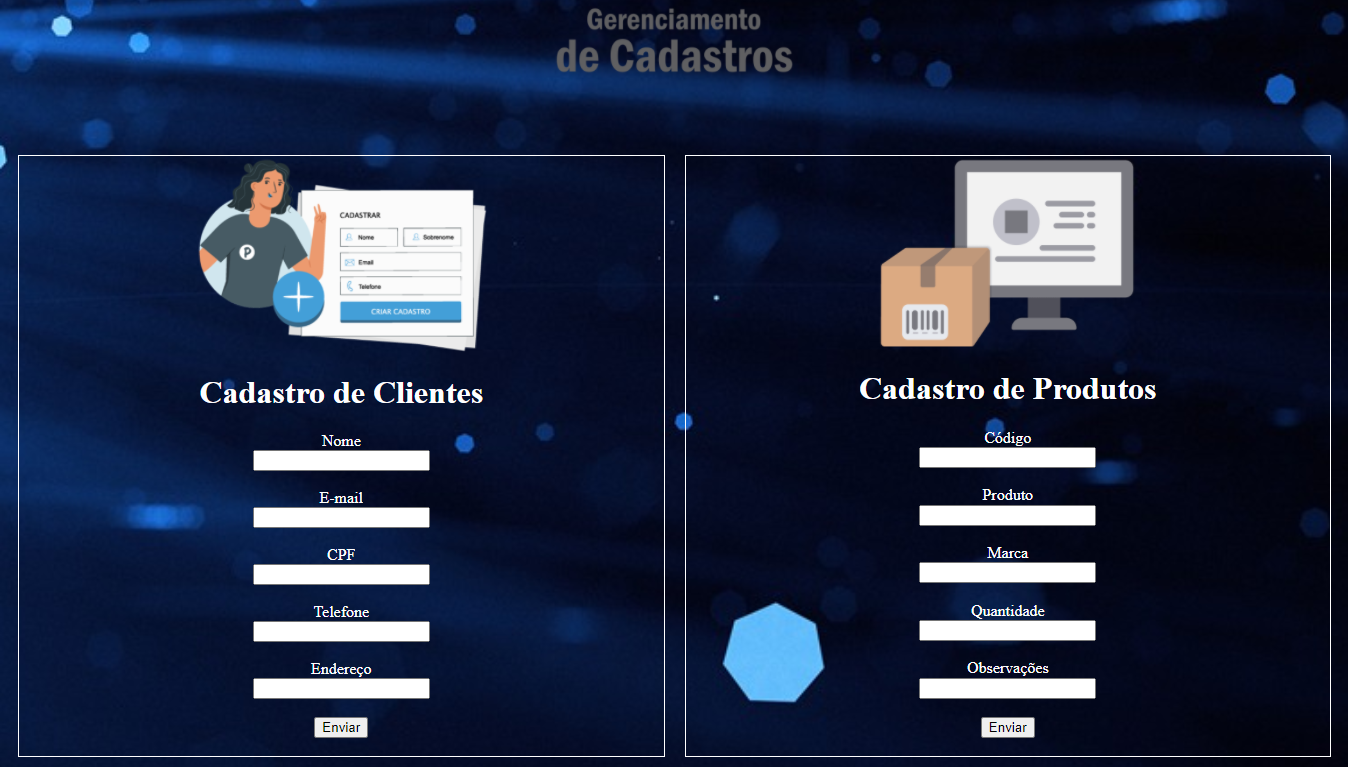 Gerenciamento
de Cadastros
CADASTRAR
Nome
Sobrenome
Email
Telefone
CRIAR CADASTRO
P
Cadastro de Clientes
Nome
E-mail
CPF
Telefone
Endereço
Enviar
Cadastro de Produtos
Código
Produto
Marca
Quantidade
Observações
Enviar